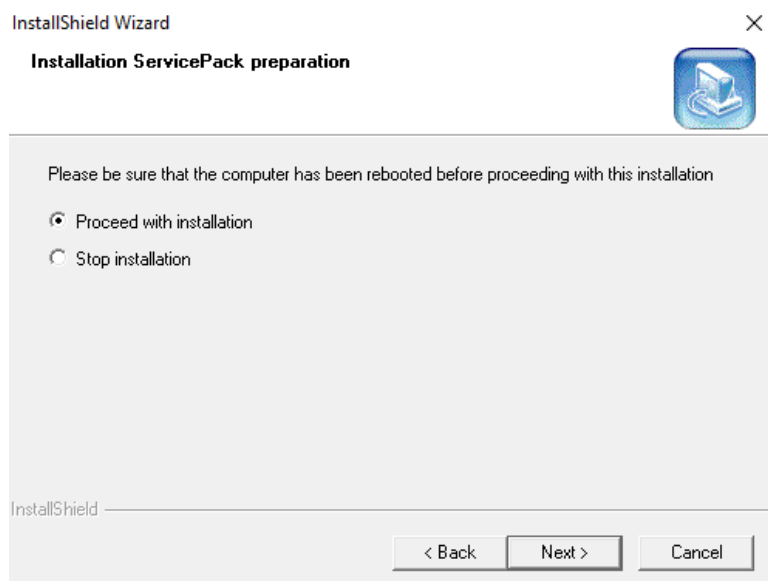 InstallShield Wizard
Installation ServicePack preparation
Please be sure that the computer has been rebooted before proceeding with this installation
Proceed with installation
Stop installation
InstallShield
< Back Next > Cancel